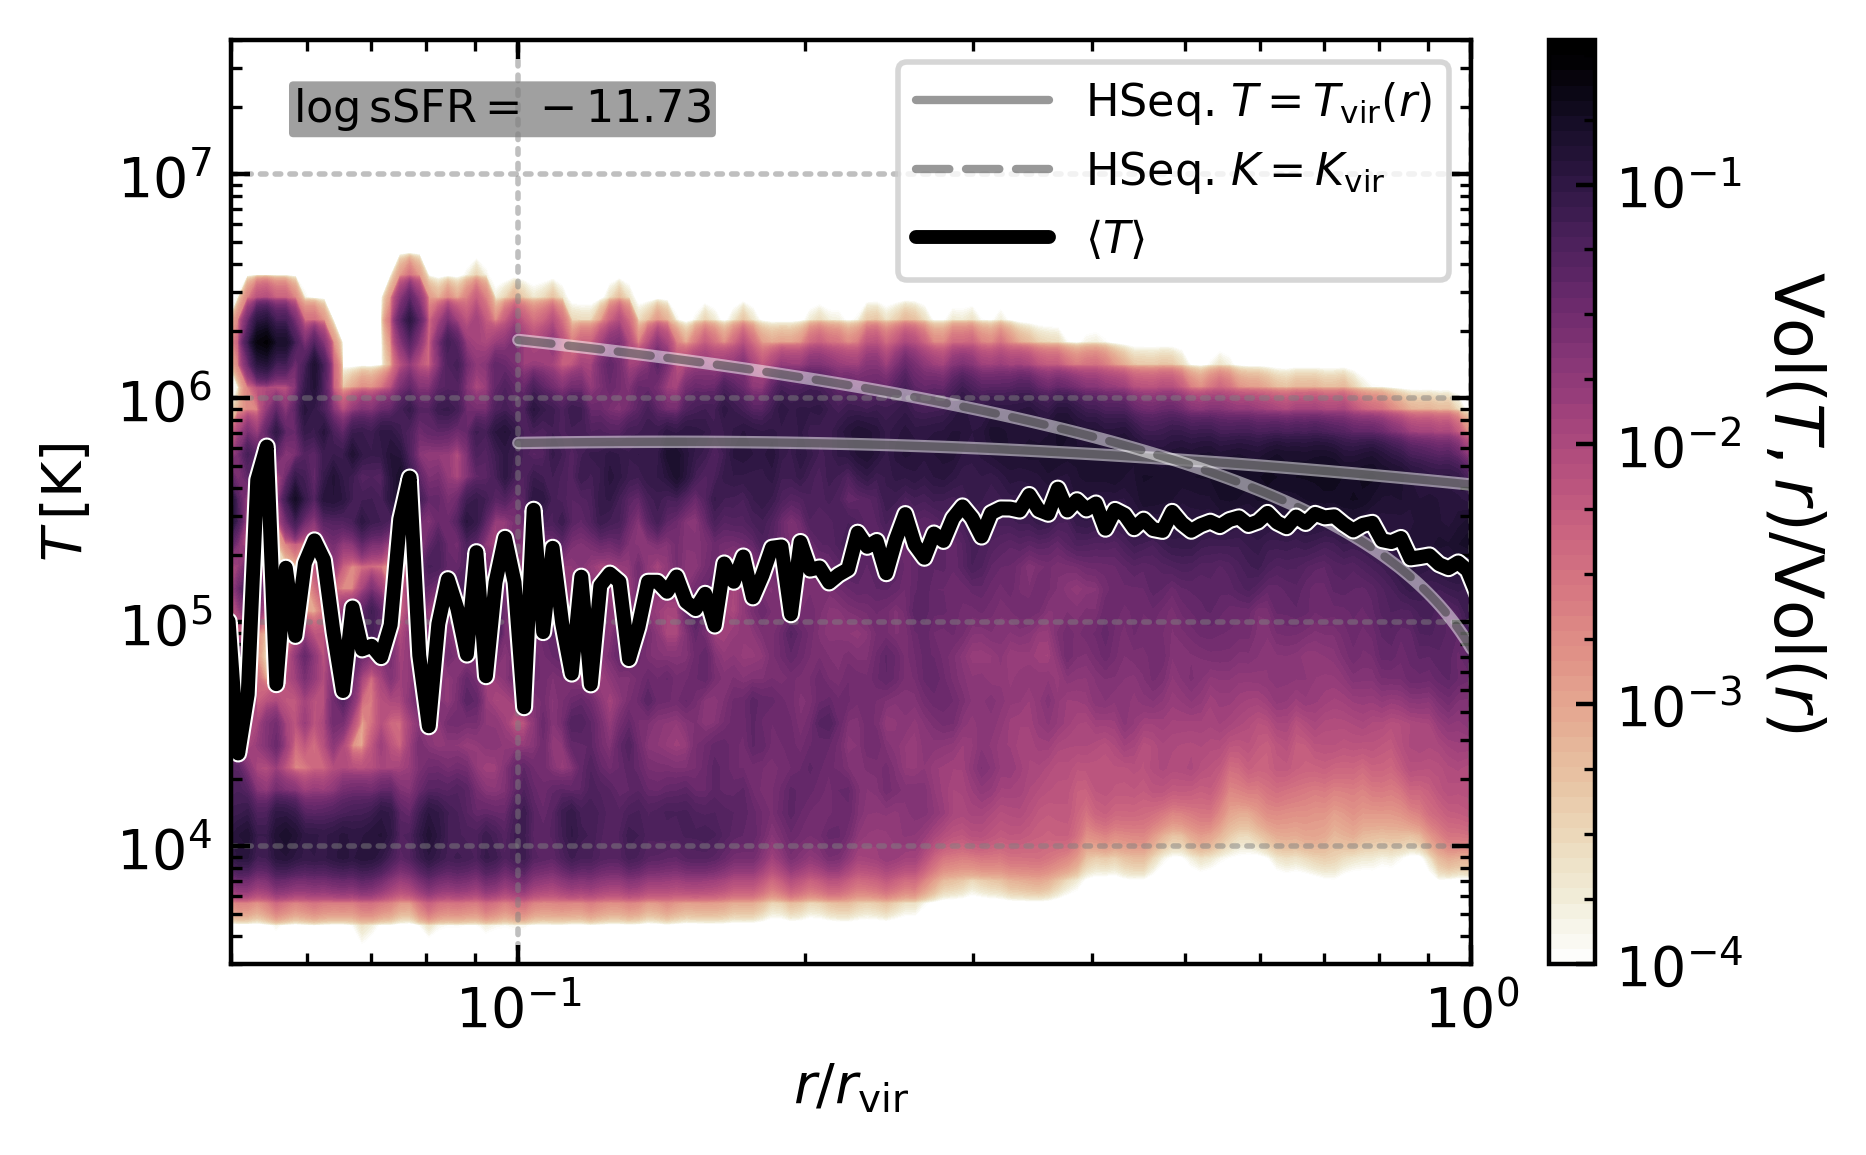 log sSFR = −11.73
HSeq. T = T_vir(r)
HSeq. K = K_vir
⟨T⟩
10^7
10^6
10^5
10^4
T [K]
10^−1
10^0
r/r_vir
10^−1
10^−2
10^−3
10^−4
Vol(T, r)/Vol(r)